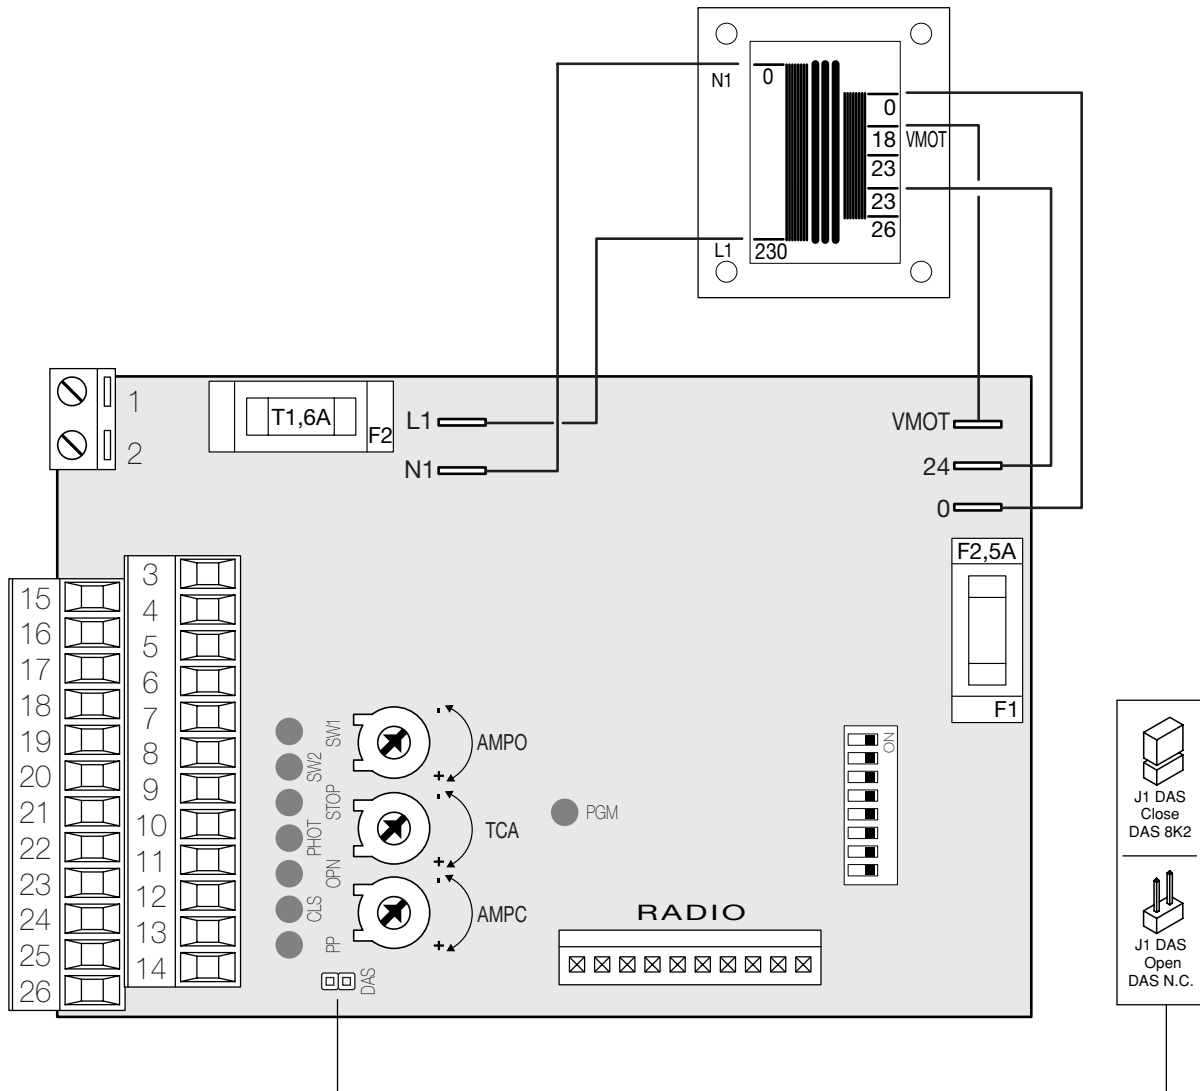 N1
0
0
18 VMOT
23
23
26
L1
230
1
2
T1,6A
F2
L1
N1
VMOT
24
0
F2,5A
F1
3
4
5
6
7
8
9
10
11
12
13
14
15
16
17
18
19
20
21
22
23
24
25
26
SW1
SW2
STOP
PHOT
OPN
CLS
PP
DAS
-
AMPO
+
-
TCA
+
-
AMPC
+
PGM
ON
RADIO
J1 DAS
Close
DAS 8K2
J1 DAS
Open
DAS N.C.